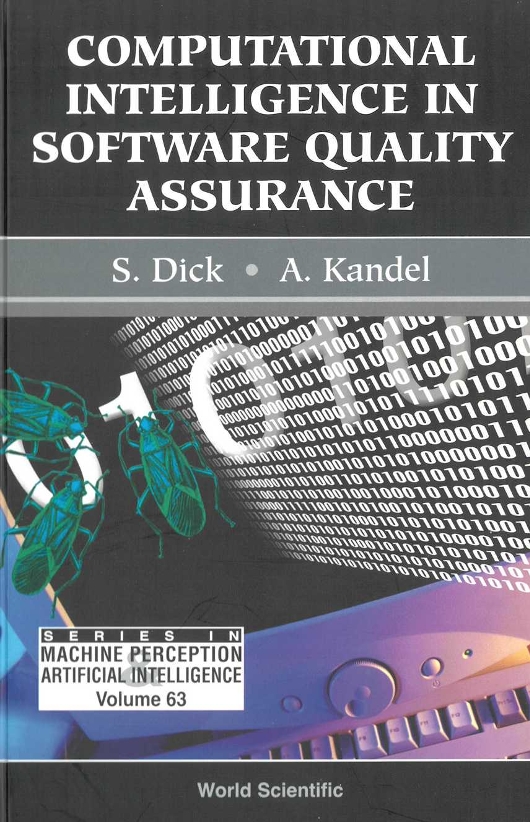 COMPUTATIONAL
INTELLIGENCE IN
SOFTWARE QUALITY
ASSURANCE
S. Dick • A. Kandel
SERIES IN
MACHINE PERCEPTION
&
ARTIFICIAL INTELLIGENCE
Volume 63
World Scientific